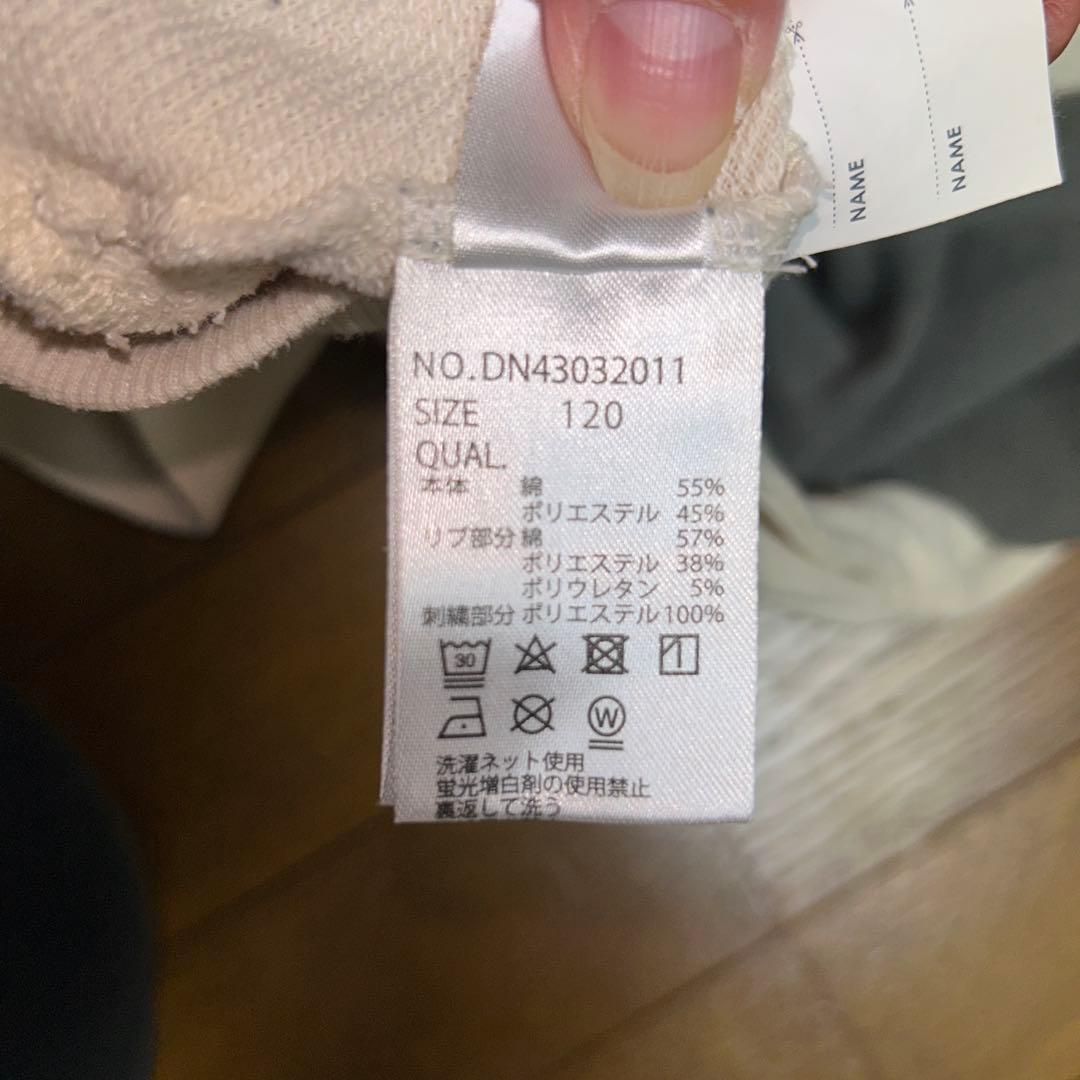 NAME
NAME
NO.DN43032011
SIZE 120
QUAL.
本体 綿 55%
ポリエステル 45%
リブ部分 綿 57%
ポリエステル 38%
ポリウレタン 5%
刺繍部分 ポリエステル 100%
30
W
洗濯ネット使用
蛍光増白剤の使用禁止
裏返して洗う